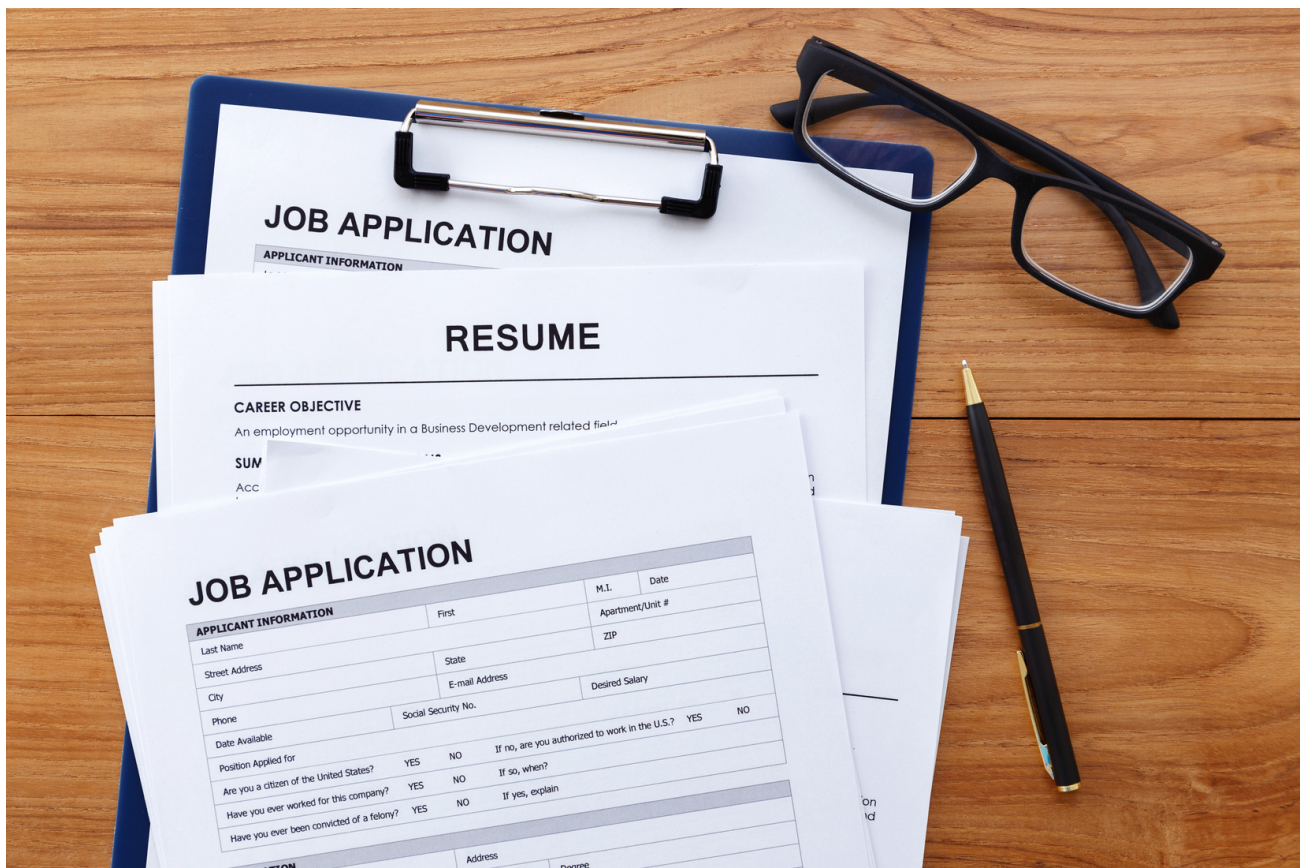 JOB APPLICATION
APPLICANT INFORMATION
RESUME
CAREER OBJECTIVE
An employment opportunity in a Business Development related field
JOB APPLICATION
APPLICANT INFORMATION
Last Name First M.I. Date
Street Address Apartment/Unit #
City State ZIP
Phone E-mail Address
Date Available Social Security No. Desired Salary
Position Applied for
Are you a citizen of the United States? YES NO If no, are you authorized to work in the U.S.? YES NO
Have you ever worked for this company? YES NO If so, when?
Have you ever been convicted of a felony? YES NO If yes, explain
Address
Degree